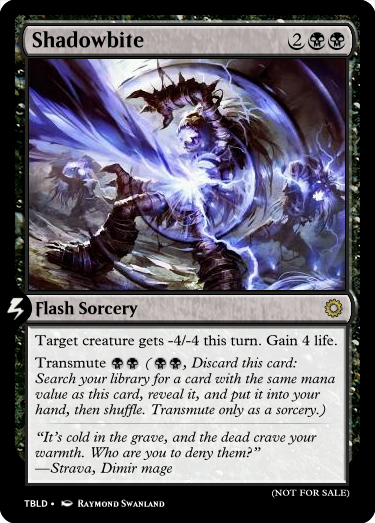 Shadowbite 2
Flash Sorcery
Target creature gets -4/-4 this turn. Gain 4 life.
Transmute ( , Discard this card:
Search your library for a card with the same mana
value as this card, reveal it, and put it into your
hand, then shuffle. Transmute only as a sorcery.)
“It's cold in the grave, and the dead crave your
warmth. Who are you to deny them?”
—Strava, Dimir mage
(NOT FOR SALE)
TBLD • Raymond Swanland